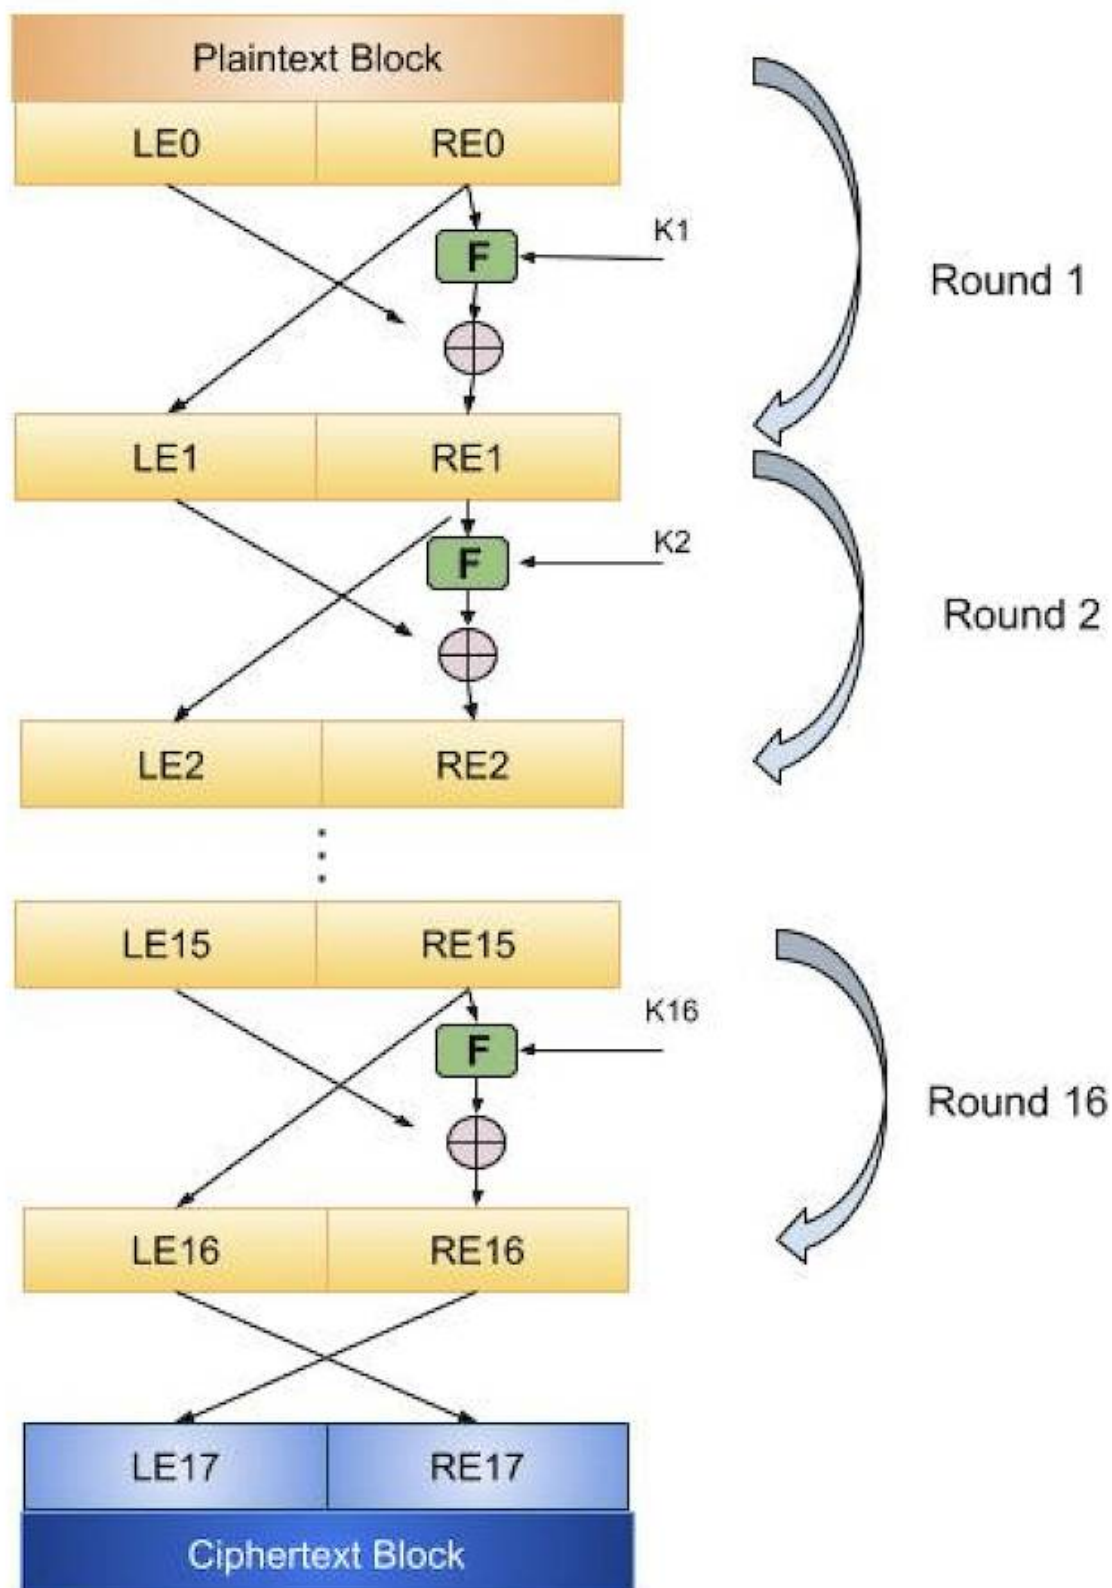 Plaintext Block
LE0 RE0
K1
F
Round 1
LE1 RE1
K2
F
Round 2
LE2 RE2
LE15 RE15
K16
F
Round 16
LE16 RE16
LE17 RE17
Ciphertext Block